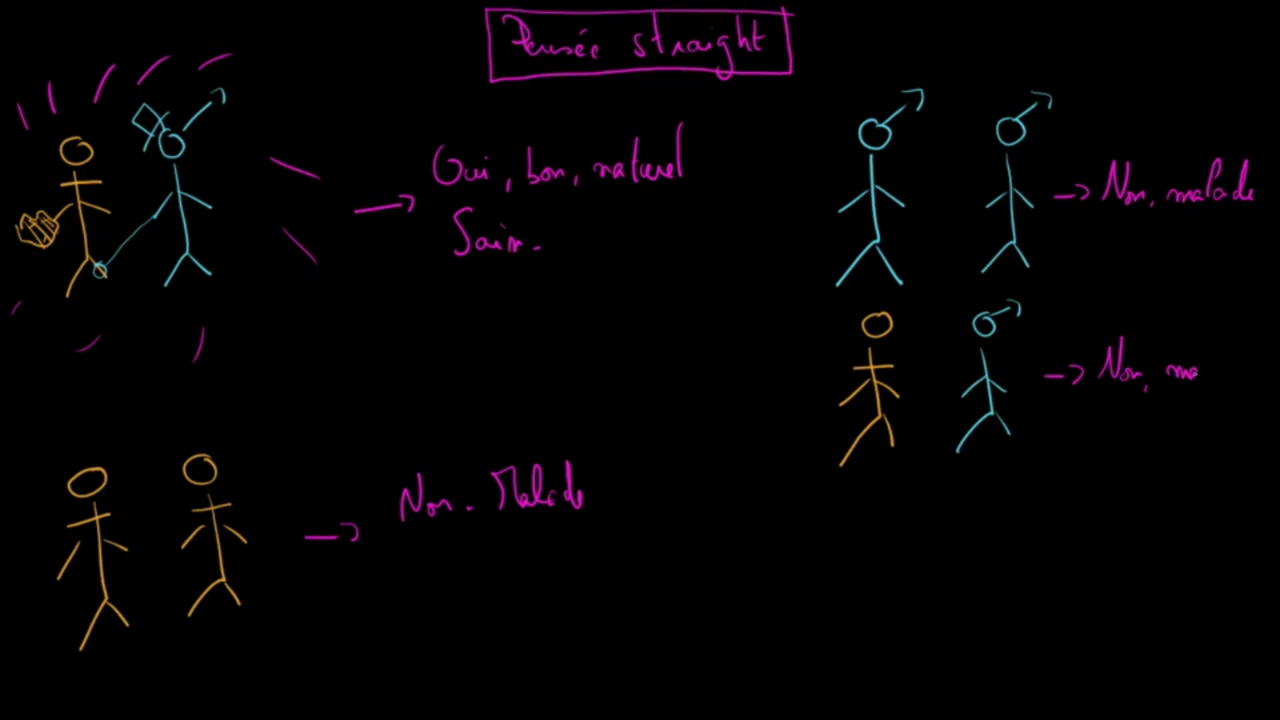 Pensée straight
Oui, bon, naturel
Sain.
Non, malade
Non, ma
Non. Malade